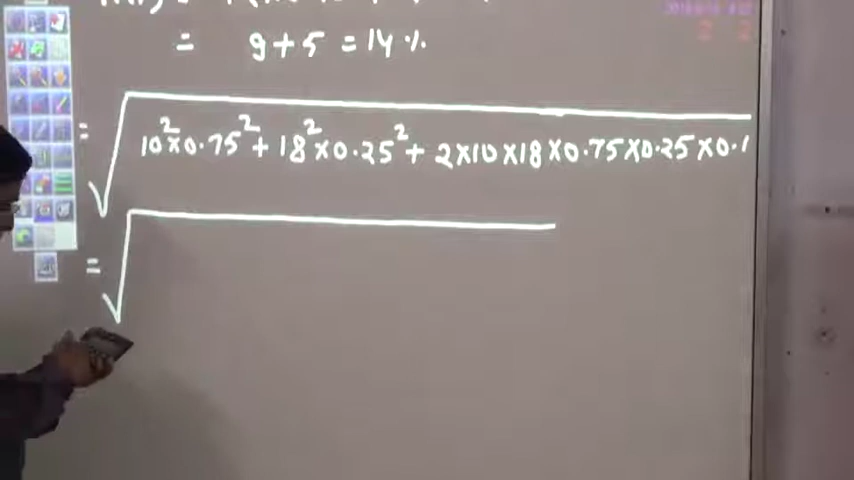 = 9+5 = 14 %.
= √10²×0.75² + 18²×0.25² + 2×10×18×0.75×0.25×0.1
= √